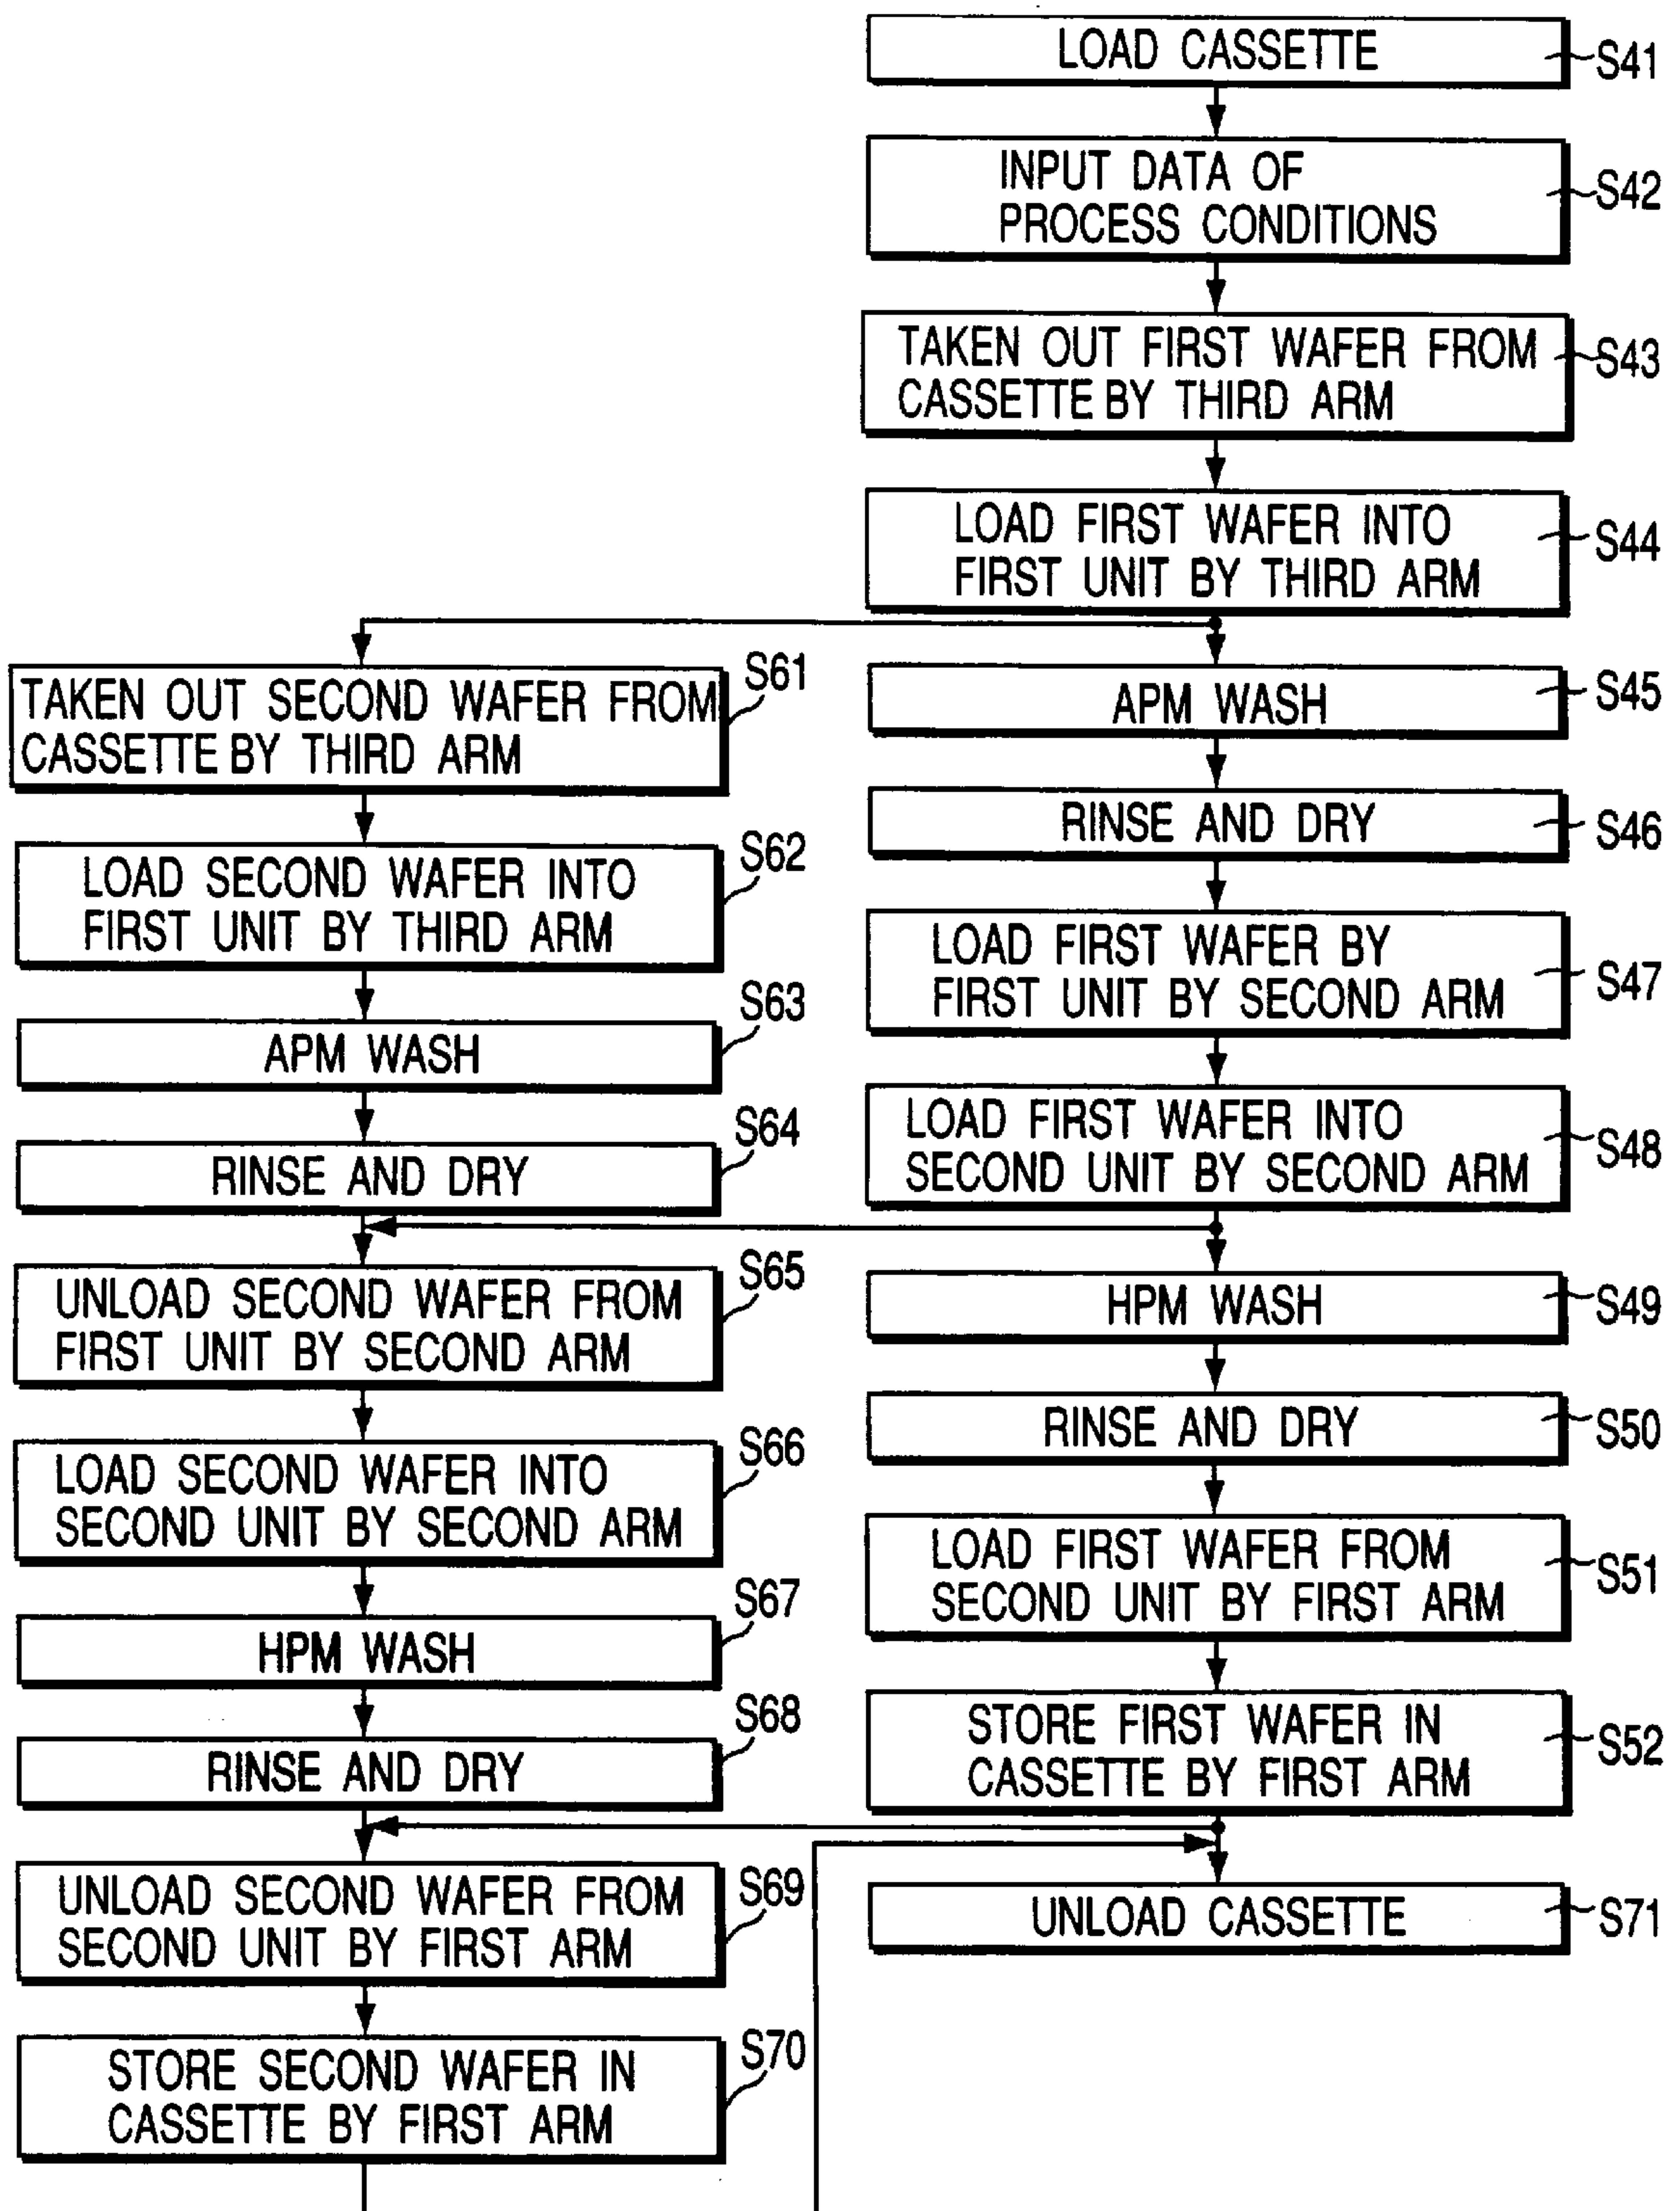 LOAD CASSETTE
S41
INPUT DATA OF
PROCESS CONDITIONS
S42
TAKEN OUT FIRST WAFER FROM
CASSETTE BY THIRD ARM
S43
LOAD FIRST WAFER INTO
FIRST UNIT BY THIRD ARM
S44
TAKEN OUT SECOND WAFER FROM
CASSETTE BY THIRD ARM
S61
APM WASH
S45
RINSE AND DRY
S46
LOAD SECOND WAFER INTO
FIRST UNIT BY THIRD ARM
S62
LOAD FIRST WAFER BY
FIRST UNIT BY SECOND ARM
S47
APM WASH
S63
LOAD FIRST WAFER INTO
SECOND UNIT BY SECOND ARM
S48
RINSE AND DRY
S64
UNLOAD SECOND WAFER FROM
FIRST UNIT BY SECOND ARM
S65
HPM WASH
S49
RINSE AND DRY
S50
LOAD SECOND WAFER INTO
SECOND UNIT BY SECOND ARM
S66
LOAD FIRST WAFER FROM
SECOND UNIT BY FIRST ARM
S51
HPM WASH
S67
STORE FIRST WAFER IN
CASSETTE BY FIRST ARM
S52
RINSE AND DRY
S68
UNLOAD SECOND WAFER FROM
SECOND UNIT BY FIRST ARM
S69
UNLOAD CASSETTE
S71
STORE SECOND WAFER IN
CASSETTE BY FIRST ARM
S70